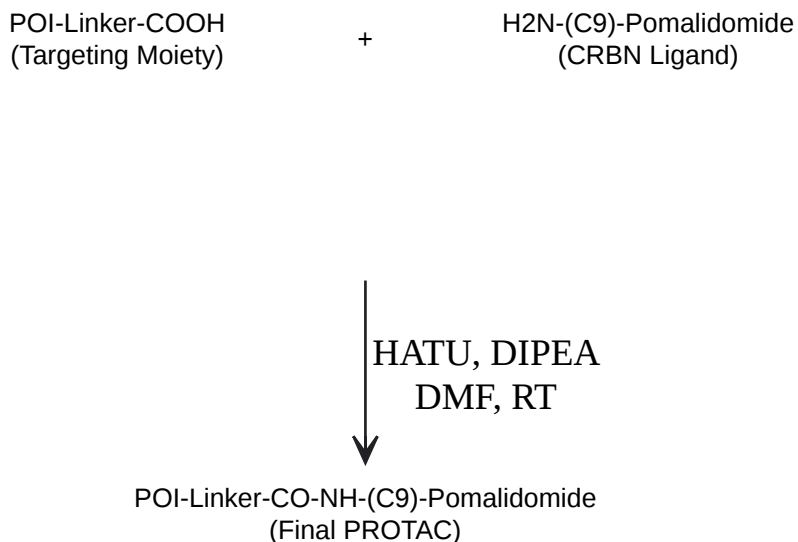 POI-Linker-COOH
(Targeting Moiety)
+
H2N-(C9)-Pomalidomide
(CRBN Ligand)
HATU, DIPEA
DMF, RT
POI-Linker-CO-NH-(C9)-Pomalidomide
(Final PROTAC)